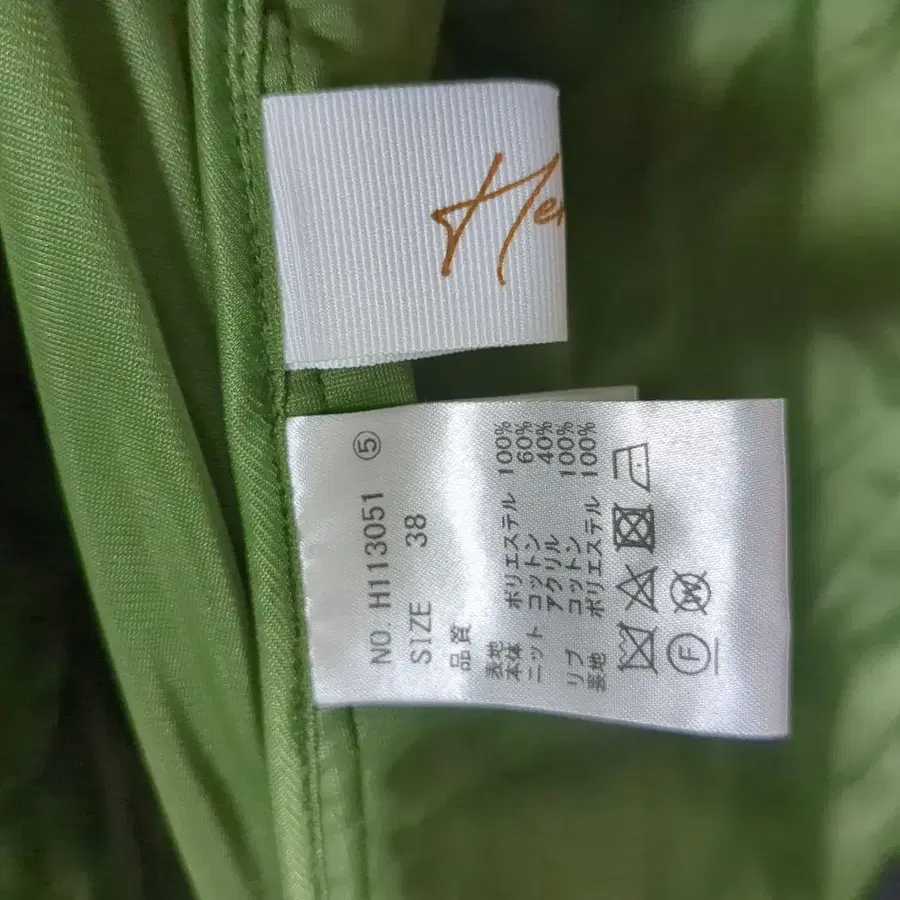 Her
NO. H113051 ⑤
SIZE 38
品質
表地 ポリエステル 100%
本体 コットン 60%
ニット アクリル 40%
リブ コットン 100%
裏地 ポリエステル 100%
F W